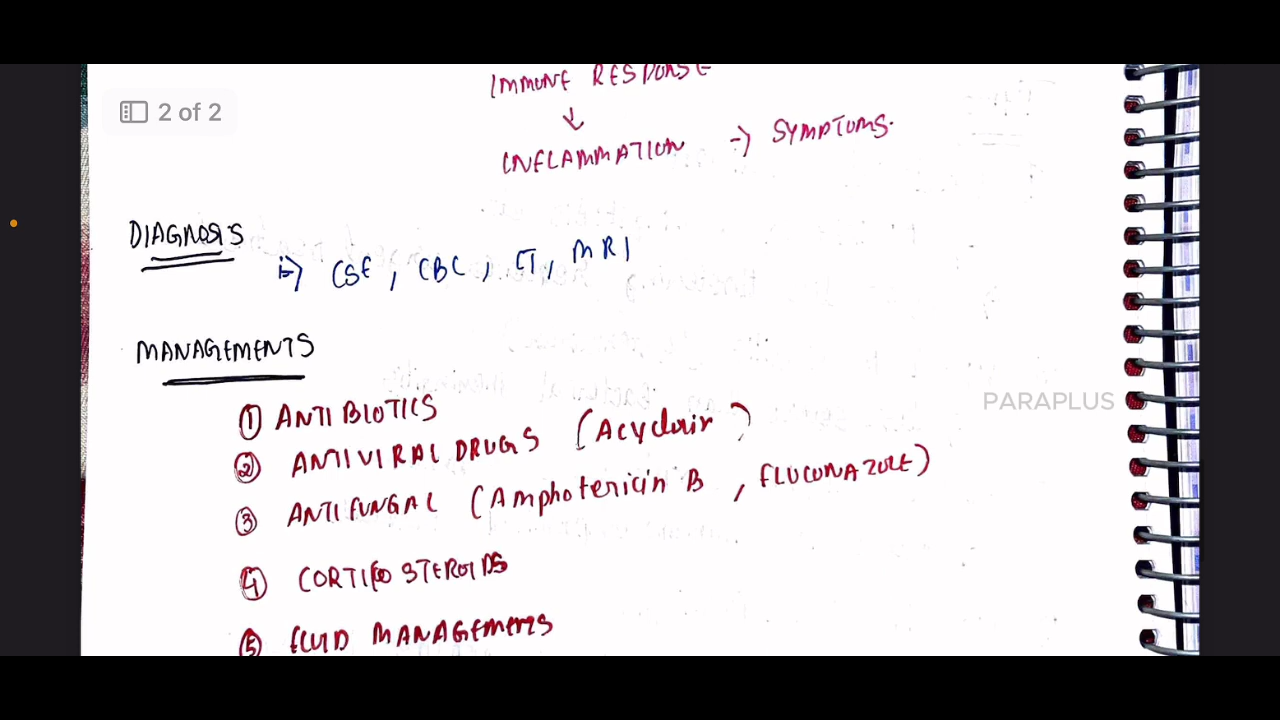 IMMUNE RESPONSE
2 of 2
↓
INFLAMMATION -> SYMPTOMS.
DIAGNOSIS
=> CSF, CBC, CT, MRI
MANAGEMENTS
PARAPLUS
① ANTIBIOTICS
② ANTIVIRAL DRUGS (Acyclovir)
③ ANTIFUNGAL (Amphotericin B, FLUCONAZOLE)
④ CORTICOSTEROIDS
⑤ FLUID MANAGEMENTS